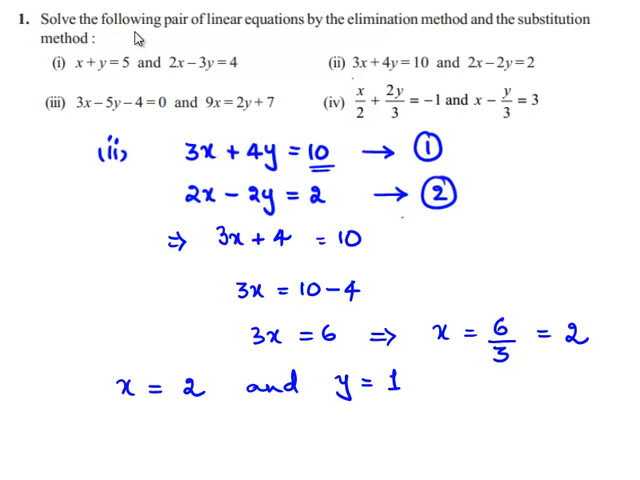 1. Solve the following pair of linear equations by the elimination method and the substitution
method :
(i) x + y = 5 and 2x – 3y = 4 (ii) 3x + 4y = 10 and 2x – 2y = 2
(iii) 3x – 5y – 4 = 0 and 9x = 2y + 7 (iv) x/2 + 2y/3 = –1 and x – y/3 = 3
(ii) 3x + 4y = 10 → ①
2x – 2y = 2 → ②
⇒ 3x + 4 = 10
3x = 10 – 4
3x = 6 ⇒ x = 6/3 = 2
x = 2 and y = 1